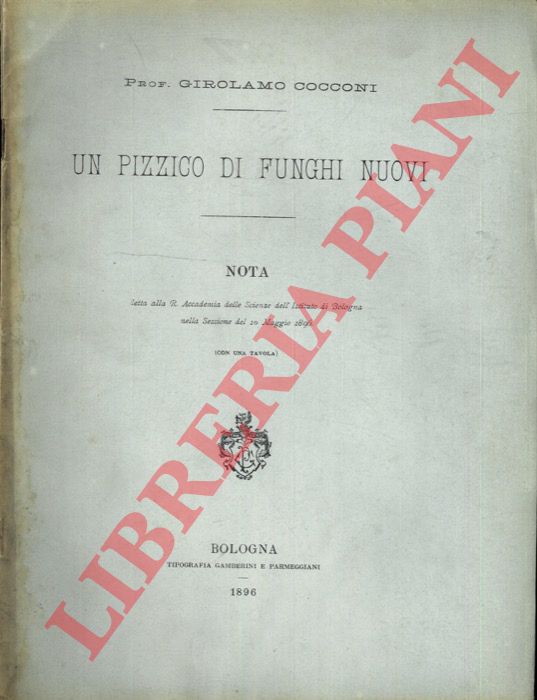 Prof. GIROLAMO COCCONI
UN PIZZICO DI FUNGHI NUOVI
NOTA
letta alla R. Accademia delle Scienze dell'Istituto di Bologna
nella Sessione del 10 Maggio 1896
(CON UNA TAVOLA)
BOLOGNA
TIPOGRAFIA GAMBERINI E PARMEGGIANI
1896
LIBRERIA PIANI